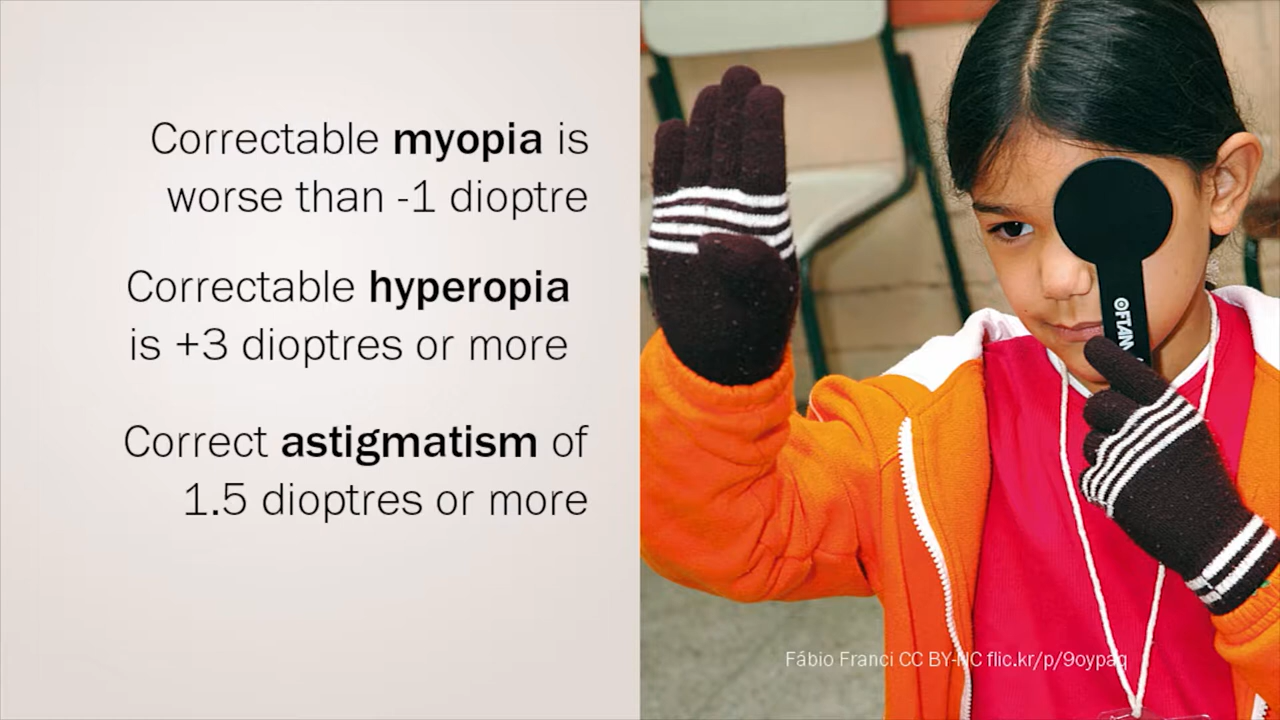 Correctable myopia is
worse than -1 dioptre
Correctable hyperopia
is +3 dioptres or more
Correct astigmatism of
1.5 dioptres or more
Fábio Franci CC BY-NC flic.kr/p/9oypaq